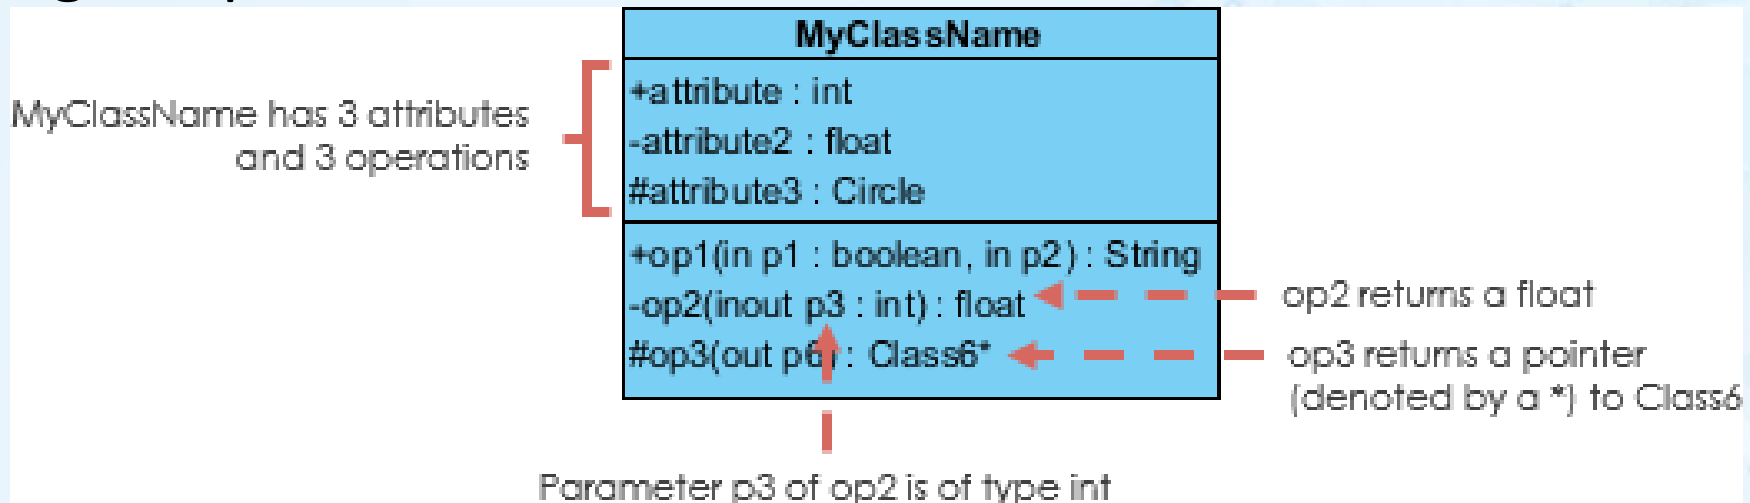 MyClassName
+attribute : int
-attribute2 : float
#attribute3 : Circle
+op1(in p1 : boolean, in p2) : String
-op2(inout p3 : int) : float
#op3(out p6) : Class6*
MyClassName has 3 attributes
and 3 operations
op2 returns a float
op3 returns a pointer
(denoted by a *) to Class6
Parameter p3 of op2 is of type int